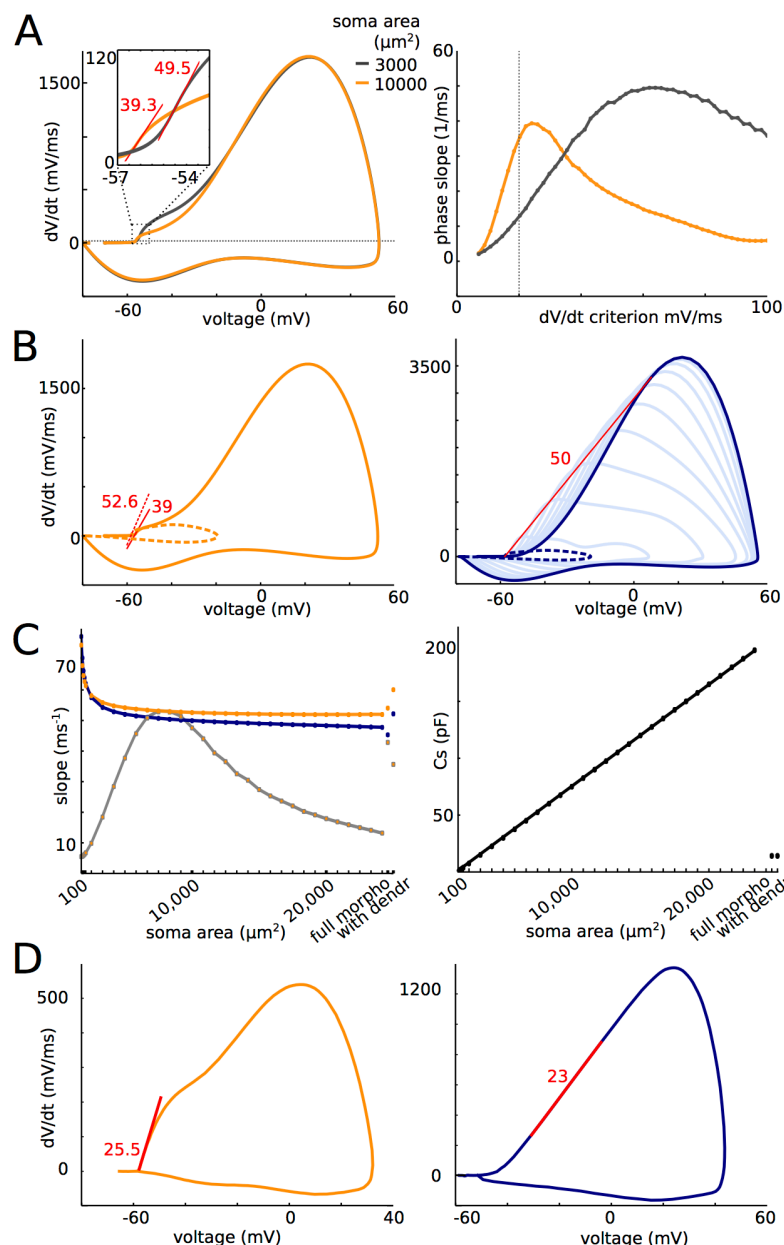 A
soma area
(μm²)
3000
10000
120
49.5
39.3
0
-57
-54
1500
0
dV/dt (mV/ms)
-60
0
60
voltage (mV)
60
0
phase slope (1/ms)
0
100
dV/dt criterion mV/ms
B
1500
0
dV/dt (mV/ms)
52.6
39
-60
0
60
voltage (mV)
3500
0
50
-60
0
60
voltage (mV)
C
70
10
slope (ms⁻¹)
100
10,000
20,000
full morpho
with dendr
soma area (μm²)
200
50
Cs (pF)
100
10,000
20,000
full morpho
with dendr
soma area (μm²)
D
500
0
dV/dt (mV/ms)
25.5
-60
0
40
voltage (mV)
1200
0
23
-60
0
60
voltage (mV)